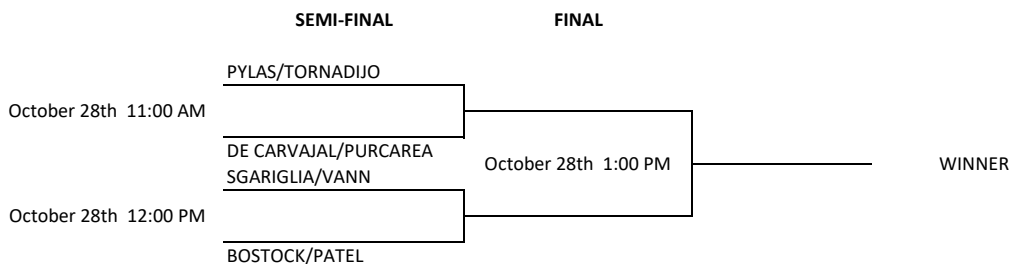 SEMI-FINAL FINAL
PYLAS/TORNADIJO
October 28th 11:00 AM
DE CARVAJAL/PURCAREA
October 28th 1:00 PM WINNER
SGARIGLIA/VANN
October 28th 12:00 PM
BOSTOCK/PATEL